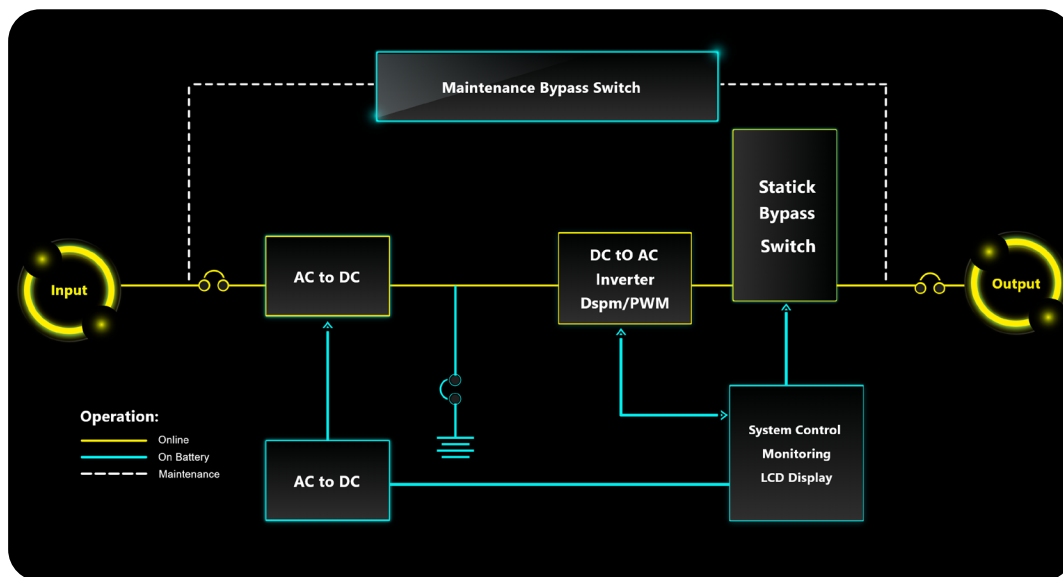 Maintenance Bypass Switch
Statick
Bypass
Switch
Input
AC to DC
DC tO AC
Inverter
Dspm/PWM
Output
Operation:
Online
On Battery
Maintenance
AC to DC
System Control
Monitoring
LCD Display